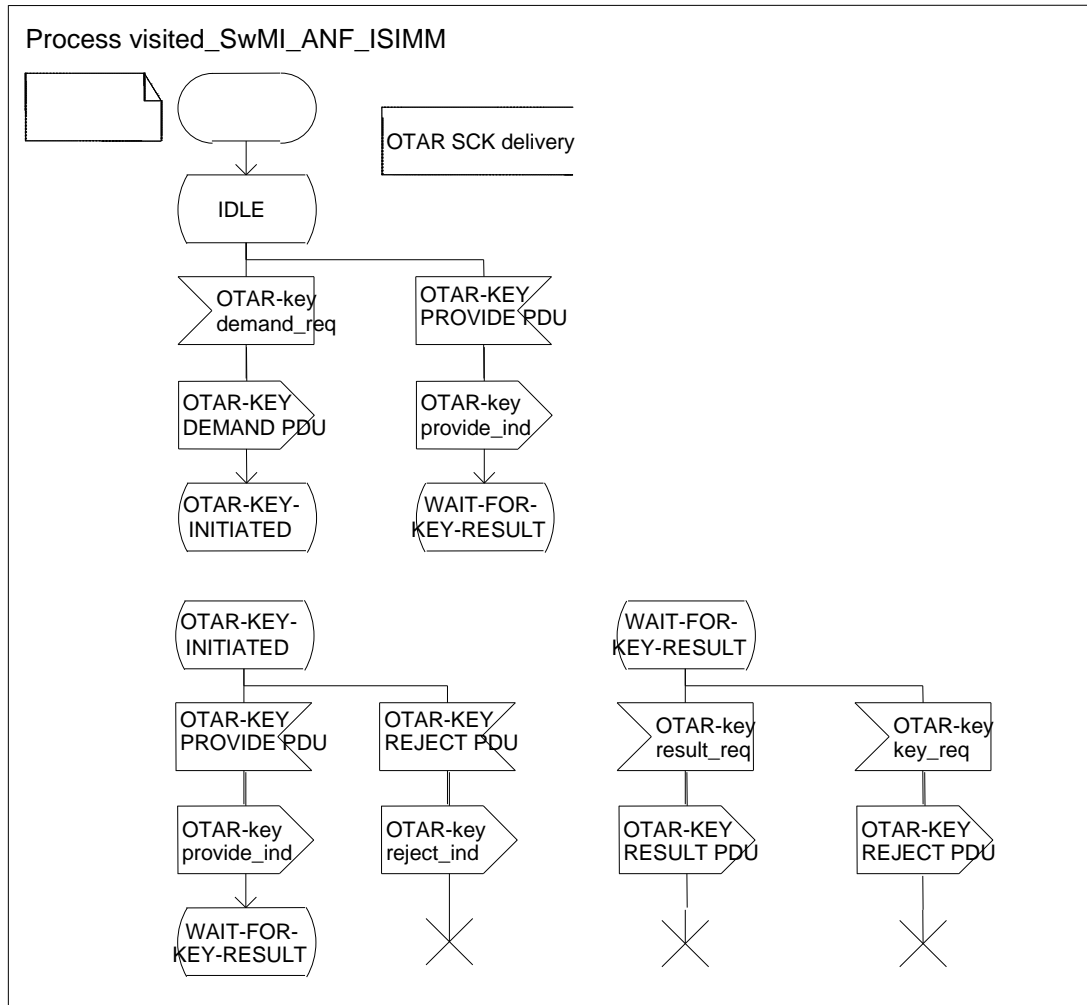 Process visited_SwMI_ANF_ISIMM
OTAR SCK delivery
IDLE
OTAR-key
demand_req
OTAR-KEY
PROVIDE PDU
OTAR-KEY
DEMAND PDU
OTAR-key
provide_ind
OTAR-KEY-
INITIATED
WAIT-FOR-
KEY-RESULT
OTAR-KEY-
INITIATED
WAIT-FOR-
KEY-RESULT
OTAR-KEY
PROVIDE PDU
OTAR-KEY
REJECT PDU
OTAR-key
result_req
OTAR-key
key_req
OTAR-key
provide_ind
OTAR-key
reject_ind
OTAR-KEY
RESULT PDU
OTAR-KEY
REJECT PDU
WAIT-FOR-
KEY-RESULT